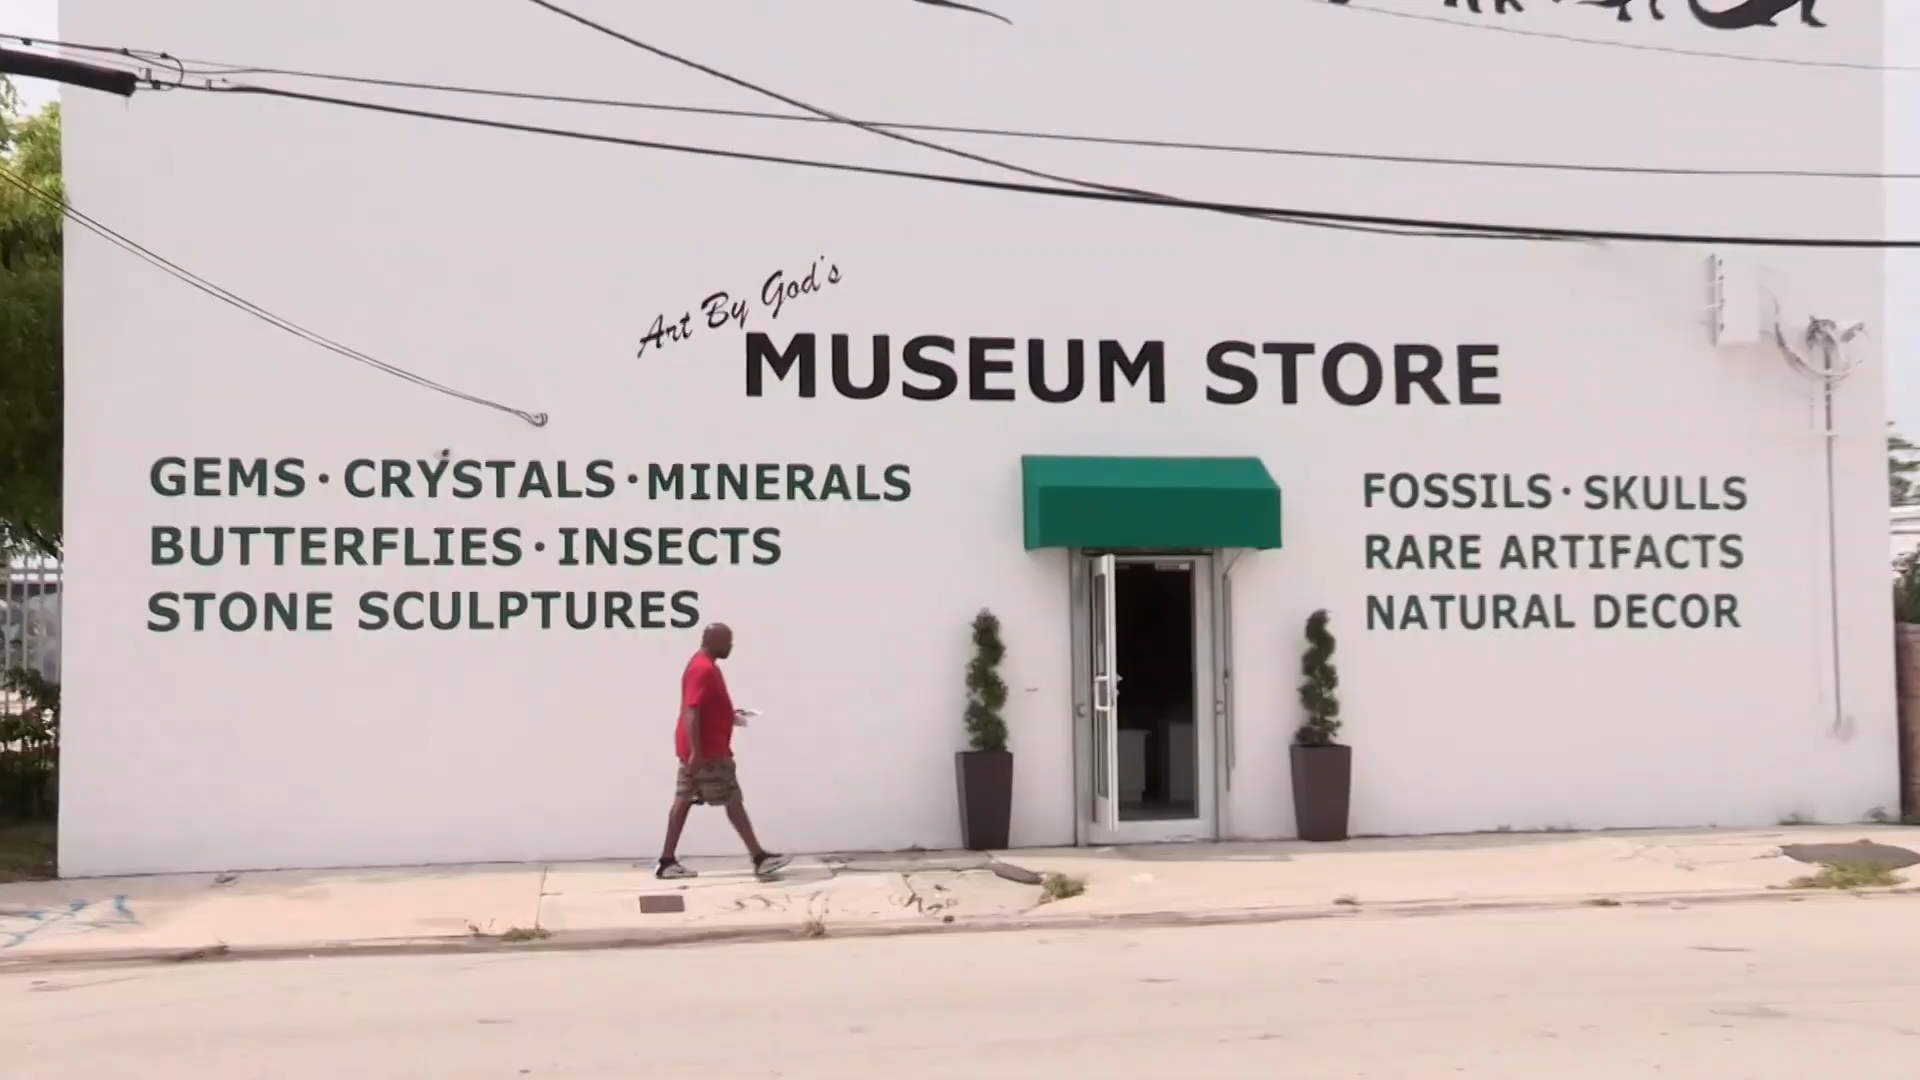 Art By God's
MUSEUM STORE
GEMS · CRYSTALS · MINERALS
BUTTERFLIES · INSECTS
STONE SCULPTURES
FOSSILS · SKULLS
RARE ARTIFACTS
NATURAL DECOR